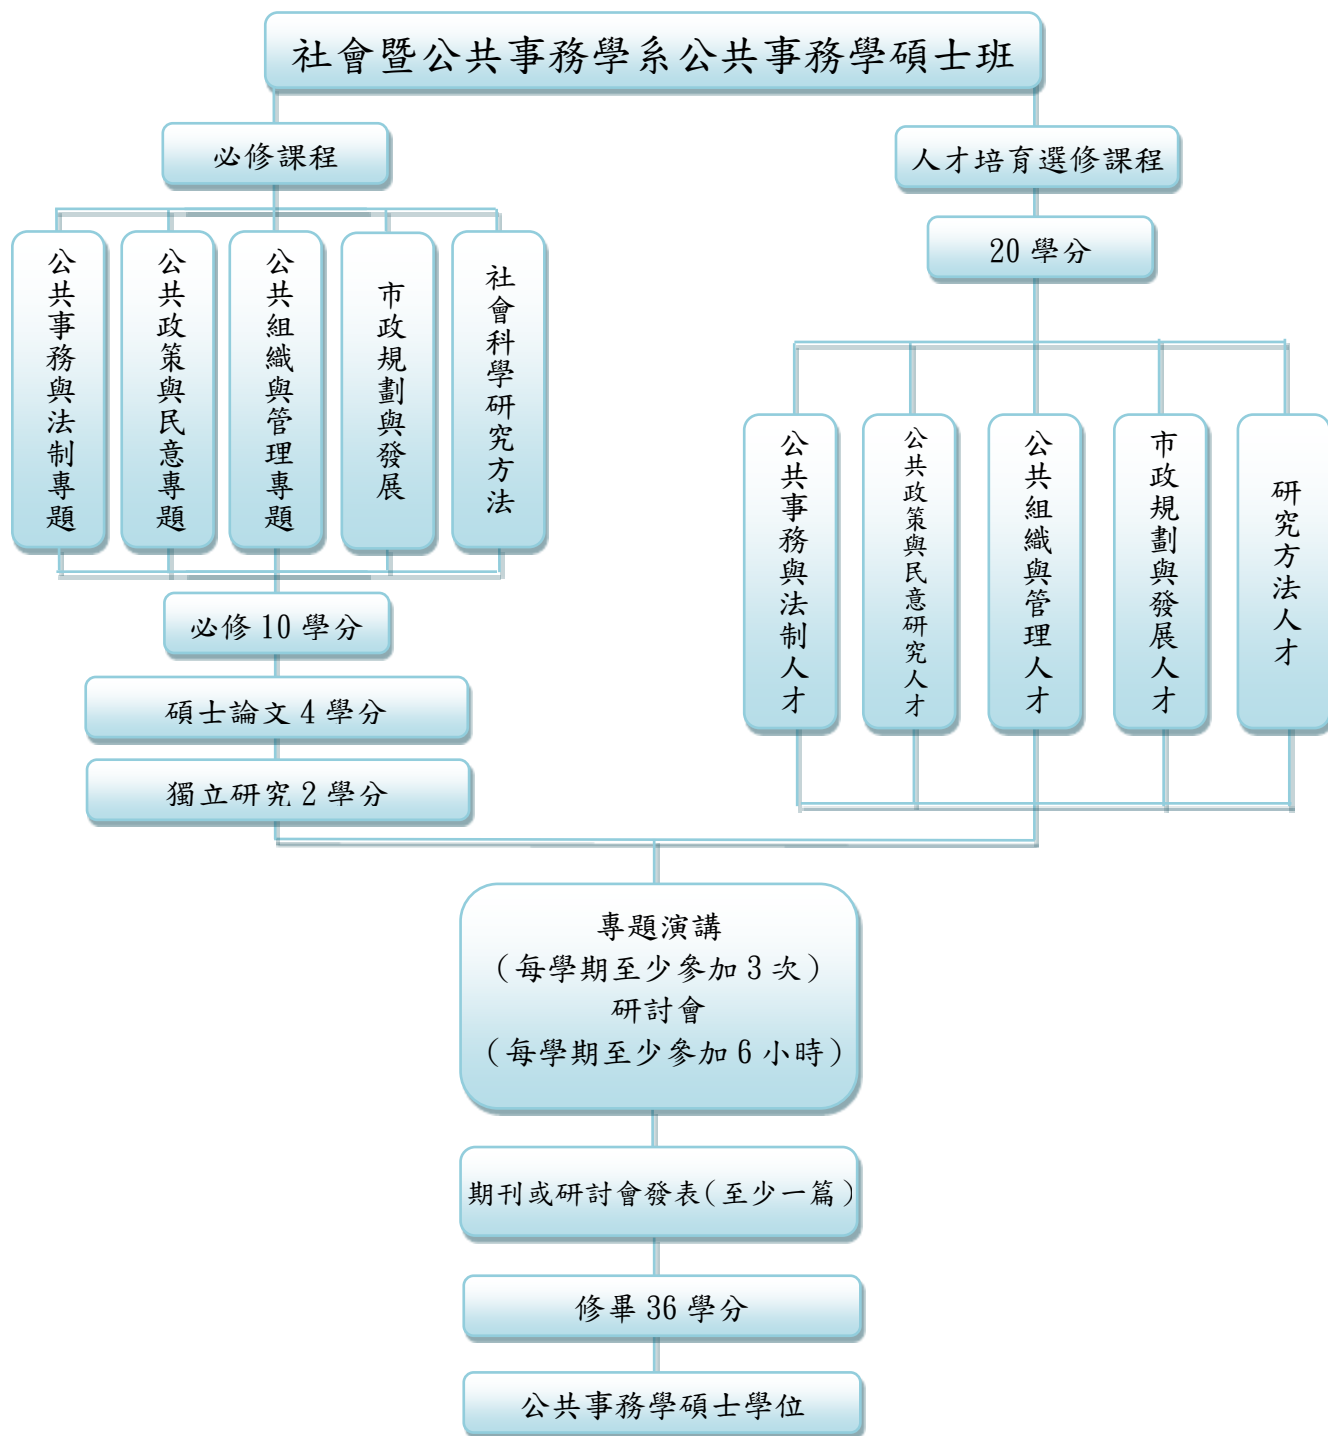 社會暨公共事務學系公共事務學碩士班
必修課程
公共事務與法制專題
公共政策與民意專題
公共組織與管理專題
市政規劃與發展
社會科學研究方法
必修 10 學分
碩士論文 4 學分
獨立研究 2 學分
人才培育選修課程
20 學分
公共事務與法制人才
公共政策與民意研究人才
公共組織與管理人才
市政規劃與發展人才
研究方法人才
專題演講
（每學期至少參加 3 次）
研討會
（每學期至少參加 6 小時）
期刊或研討會發表(至少一篇)
修畢 36 學分
公共事務學碩士學位